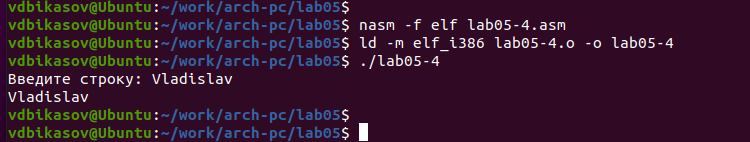 vdbikasov@Ubuntu:~/work/arch-pc/lab05$
vdbikasov@Ubuntu:~/work/arch-pc/lab05$ nasm -f elf lab05-4.asm
vdbikasov@Ubuntu:~/work/arch-pc/lab05$ ld -m elf_i386 lab05-4.o -o lab05-4
vdbikasov@Ubuntu:~/work/arch-pc/lab05$ ./lab05-4
Введите строку: Vladislav
Vladislav
vdbikasov@Ubuntu:~/work/arch-pc/lab05$
vdbikasov@Ubuntu:~/work/arch-pc/lab05$